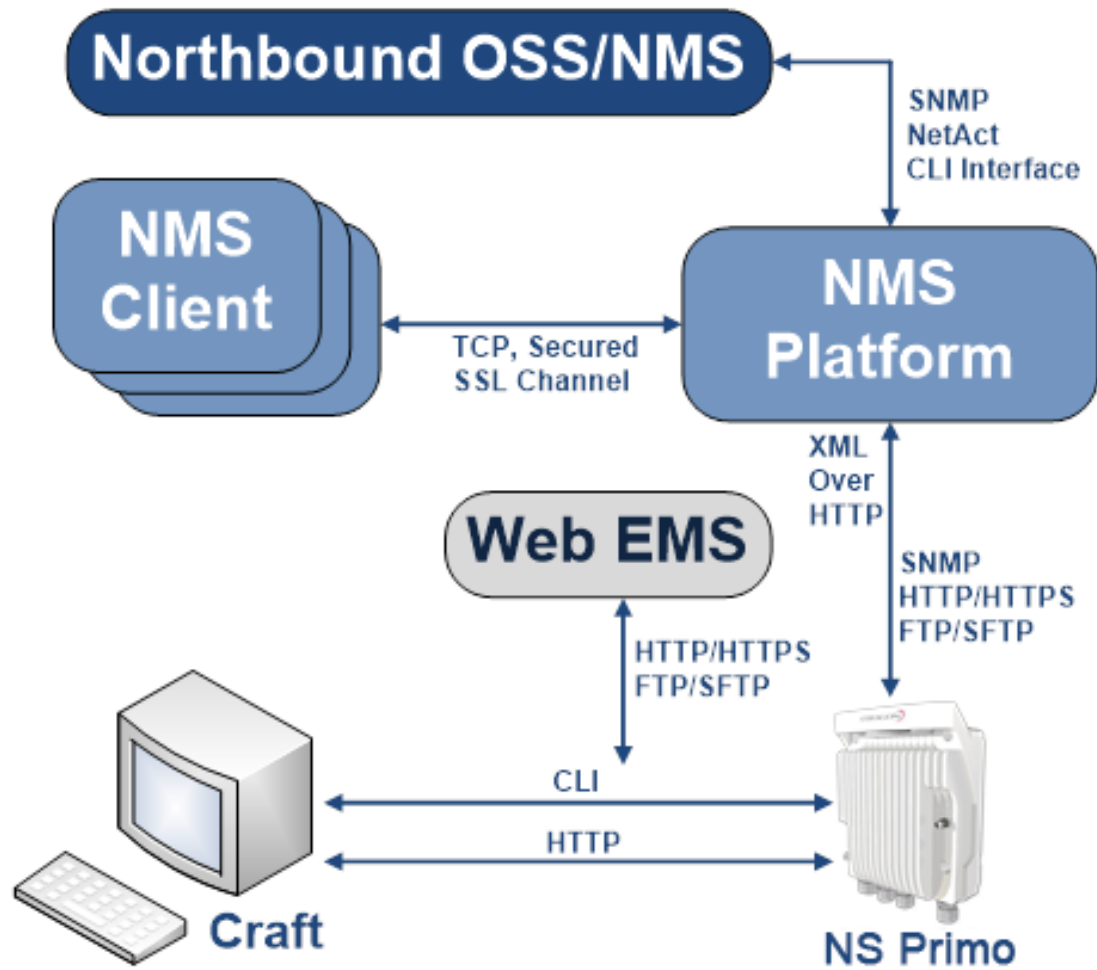 Northbound OSS/NMS
SNMP
NetAct
CLI Interface
NMS
Client
TCP, Secured
SSL Channel
NMS
Platform
XML
Over
HTTP
Web EMS
SNMP
HTTP/HTTPS
FTP/SFTP
HTTP/HTTPS
FTP/SFTP
CLI
HTTP
Craft
NS Primo